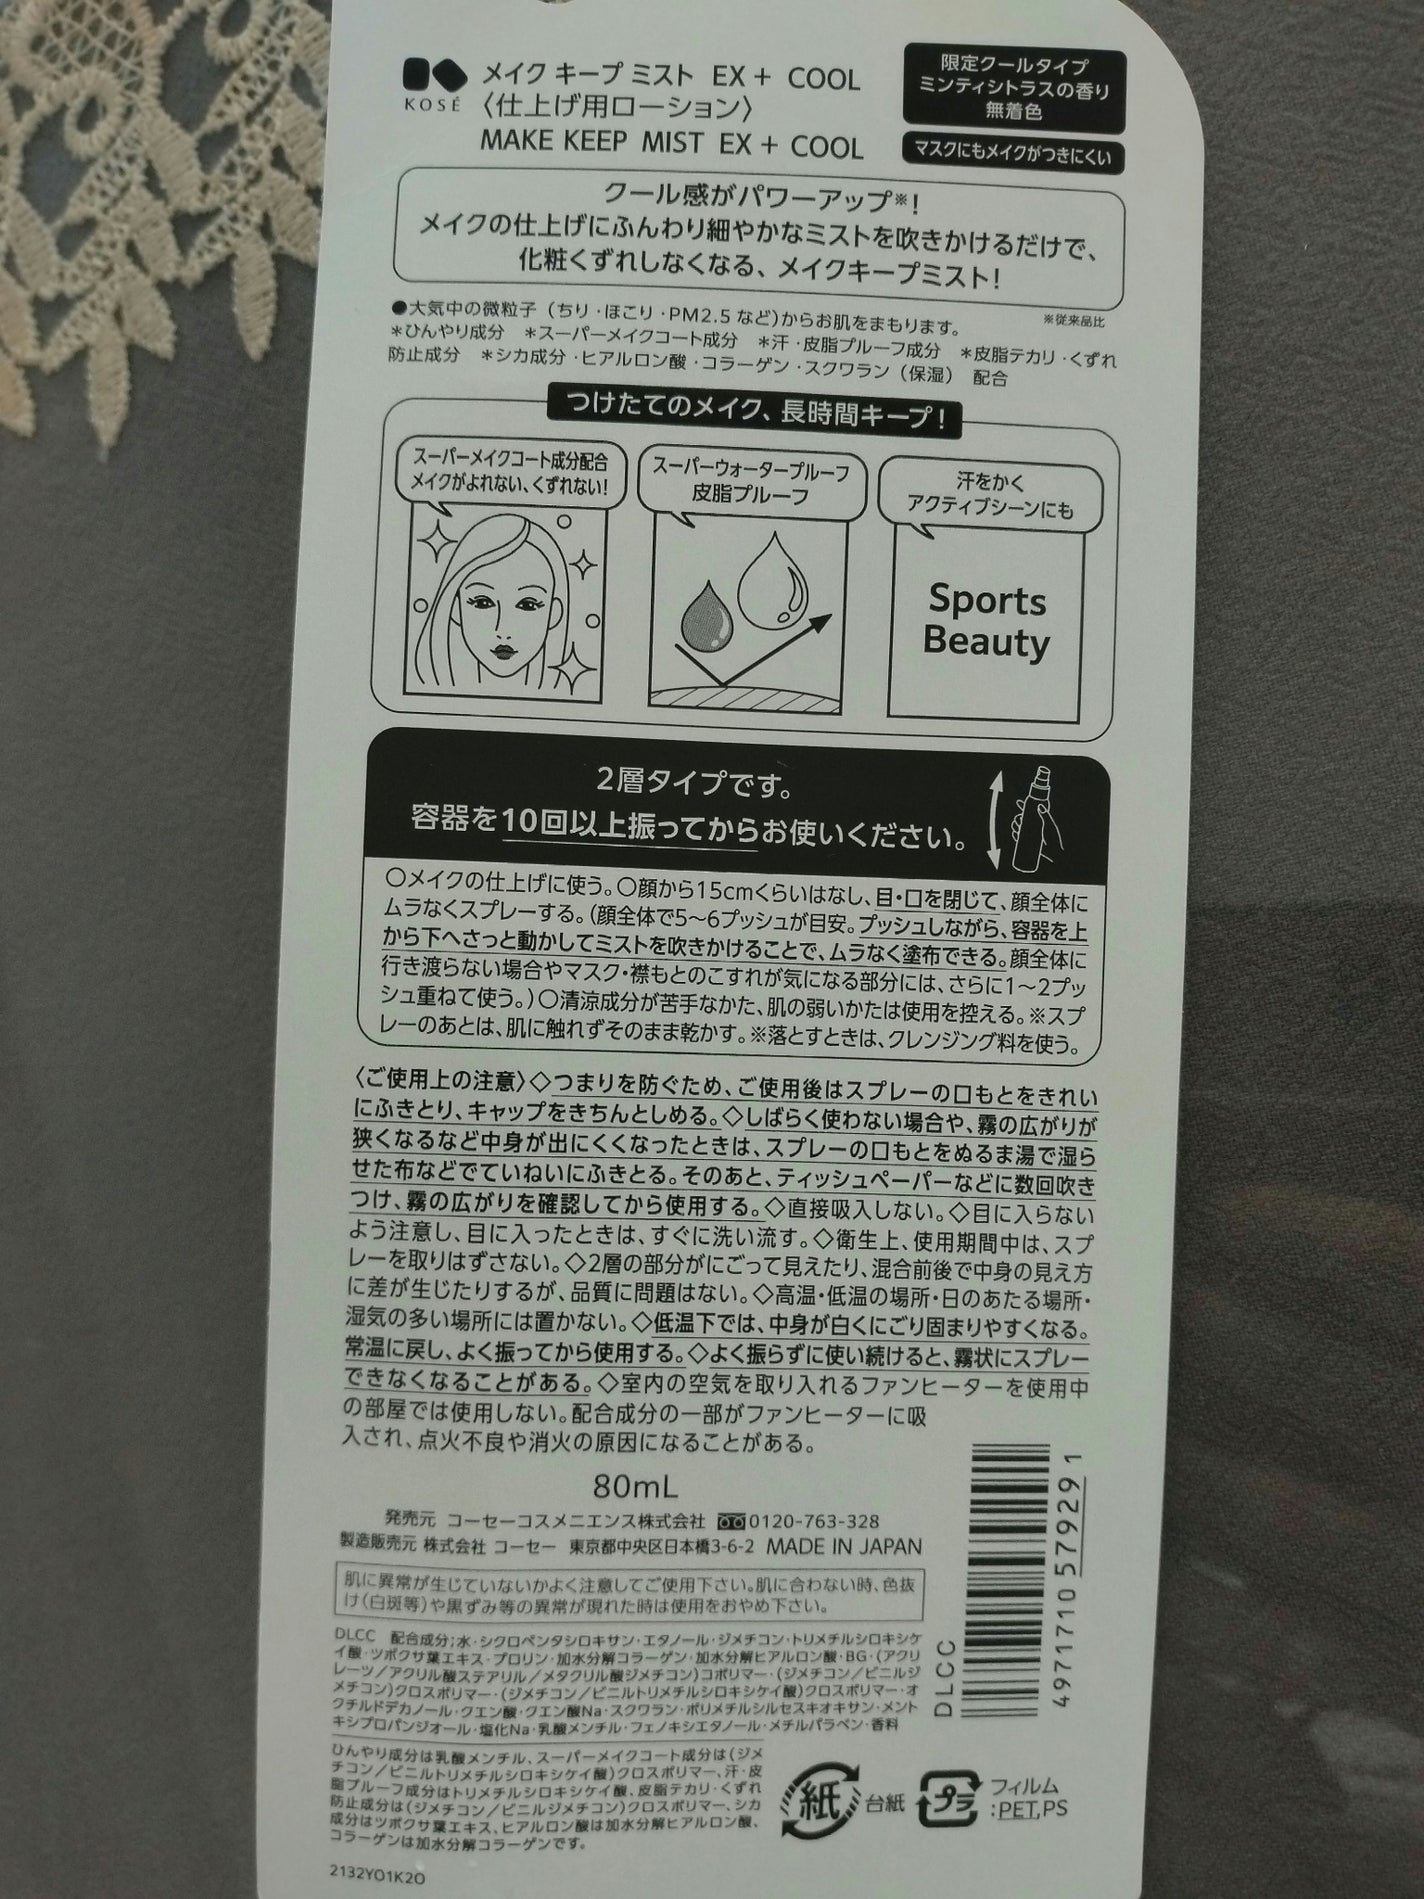 KOSÉ
メイク キープ ミスト EX＋ COOL
〈仕上げ用ローション〉
MAKE KEEP MIST EX＋ COOL
限定クールタイプ
ミンティシトラスの香り
無着色
マスクにもメイクがつきにくい
クール感がパワーアップ※！
メイクの仕上げにふんわり細やかなミストを吹きかけるだけで、
化粧くずれしなくなる、メイクキープミスト！
※従来品比
●大気中の微粒子（ちり・ほこり・PM2.5 など）からお肌をまもります。
＊ひんやり成分 ＊スーパーメイクコート成分 ＊汗・皮脂プルーフ成分 ＊皮脂テカリ・くずれ
防止成分 ＊シカ成分・ヒアルロン酸・コラーゲン・スクワラン（保湿） 配合
つけたてのメイク、長時間キープ！
スーパーメイクコート成分配合
メイクがよれない、くずれない！
スーパーウォータープルーフ
皮脂プルーフ
汗をかく
アクティブシーンにも
Sports
Beauty
2層タイプです。
容器を10回以上振ってからお使いください。
○メイクの仕上げに使う。○顔から15cmくらいはなし、目・口を閉じて、顔全体に
ムラなくスプレーする。（顔全体で5〜6プッシュが目安。プッシュしながら、容器を上
から下へさっと動かしてミストを吹きかけることで、ムラなく塗布できる。顔全体に
行き渡らない場合やマスク・襟もとのこすれが気になる部分には、さらに1〜2プッ
シュ重ねて使う。）○清涼成分が苦手なかた、肌の弱いかたは使用を控える。※スプ
レーのあとは、肌に触れずそのまま乾かす。※落とすときは、クレンジング料を使う。
〈ご使用上の注意〉◇つまりを防ぐため、ご使用後はスプレーの口もとをきれい
にふきとり、キャップをきちんとしめる。◇しばらく使わない場合や、霧の広がりが
狭くなるなど中身が出にくくなったときは、スプレーの口もとをぬるま湯で湿ら
せた布などでていねいにふきとる。そのあと、ティッシュペーパーなどに数回吹き
つけ、霧の広がりを確認してから使用する。◇直接吸入しない。◇目に入らない
よう注意し、目に入ったときは、すぐに洗い流す。◇衛生上、使用期間中は、スプ
レーを取りはずさない。◇2層の部分がにごって見えたり、混合前後で中身の見え方
に差が生じたりするが、品質に問題はない。◇高温・低温の場所・日のあたる場所・
湿気の多い場所には置かない。◇低温下では、中身が白くにごり固まりやすくなる。
常温に戻し、よく振ってから使用する。◇よく振らずに使い続けると、霧状にスプレー
できなくなることがある。◇室内の空気を取り入れるファンヒーターを使用中
の部屋では使用しない。配合成分の一部がファンヒーターに吸
入され、点火不良や消火の原因になることがある。
80mL
発売元 コーセーコスメニエンス株式会社 0120-763-328
製造販売元 株式会社 コーセー 東京都中央区日本橋3-6-2 MADE IN JAPAN
肌に異常が生じていないかよく注意してご使用下さい。肌に合わない時、色抜
け（白斑等）や黒ずみ等の異常が現れた時は使用をおやめ下さい。
DLCC 配合成分；水・シクロペンタシロキサン・エタノール・ジメチコン・トリメチルシロキシケ
イ酸・ツボクサ葉エキス・プロリン・加水分解コラーゲン・加水分解ヒアルロン酸・BG・（アクリ
レーツ／アクリル酸ステアリル／メタクリル酸ジメチコン）コポリマー・（ジメチコン／ビニルジ
メチコン）クロスポリマー・（ジメチコン／ビニルトリメチルシロキシケイ酸）クロスポリマー・オ
クチルドデカノール・クエン酸・クエン酸Na・スクワラン・ポリメチルシルセスキオキサン・メント
キシプロパンジオール・塩化Na・乳酸メンチル・フェノキシエタノール・メチルパラベン・香料
ひんやり成分は乳酸メンチル、スーパーメイクコート成分は（ジメ
チコン／ビニルトリメチルシロキシケイ酸）クロスポリマー、汗・皮
脂プルーフ成分はトリメチルシロキシケイ酸、皮脂テカリ・くずれ
防止成分は（ジメチコン／ビニルジメチコン）クロスポリマー、シカ
成分はツボクサ葉エキス、ヒアルロン酸は加水分解ヒアルロン酸、
コラーゲンは加水分解コラーゲンです。
2132YO1K2O
DLCC
4971710 579291
紙 台紙
プラ フィルム
:PET,PS